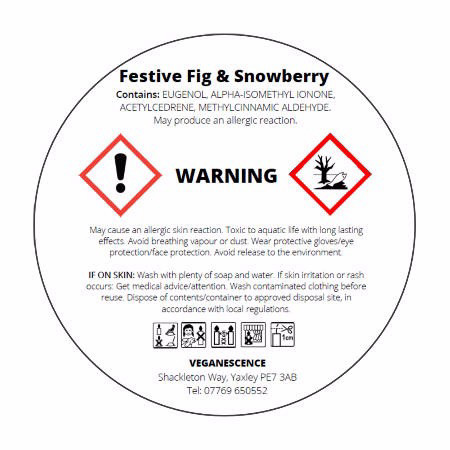 Festive Fig & Snowberry
Contains: EUGENOL, ALPHA-ISOMETHYL IONONE,
ACETYLCEDRENE, METHYLCINNAMIC ALDEHYDE.
May produce an allergic reaction.
WARNING
May cause an allergic skin reaction. Toxic to aquatic life with long lasting
effects. Avoid breathing vapour or dust. Wear protective gloves/eye
protection/face protection. Avoid release to the environment.
IF ON SKIN: Wash with plenty of soap and water. If skin irritation or rash
occurs: Get medical advice/attention. Wash contaminated clothing before
reuse. Dispose of contents/container to approved disposal site, in
accordance with local regulations.
1cm
VEGANESCENCE
Shackleton Way, Yaxley PE7 3AB
Tel: 07769 650552